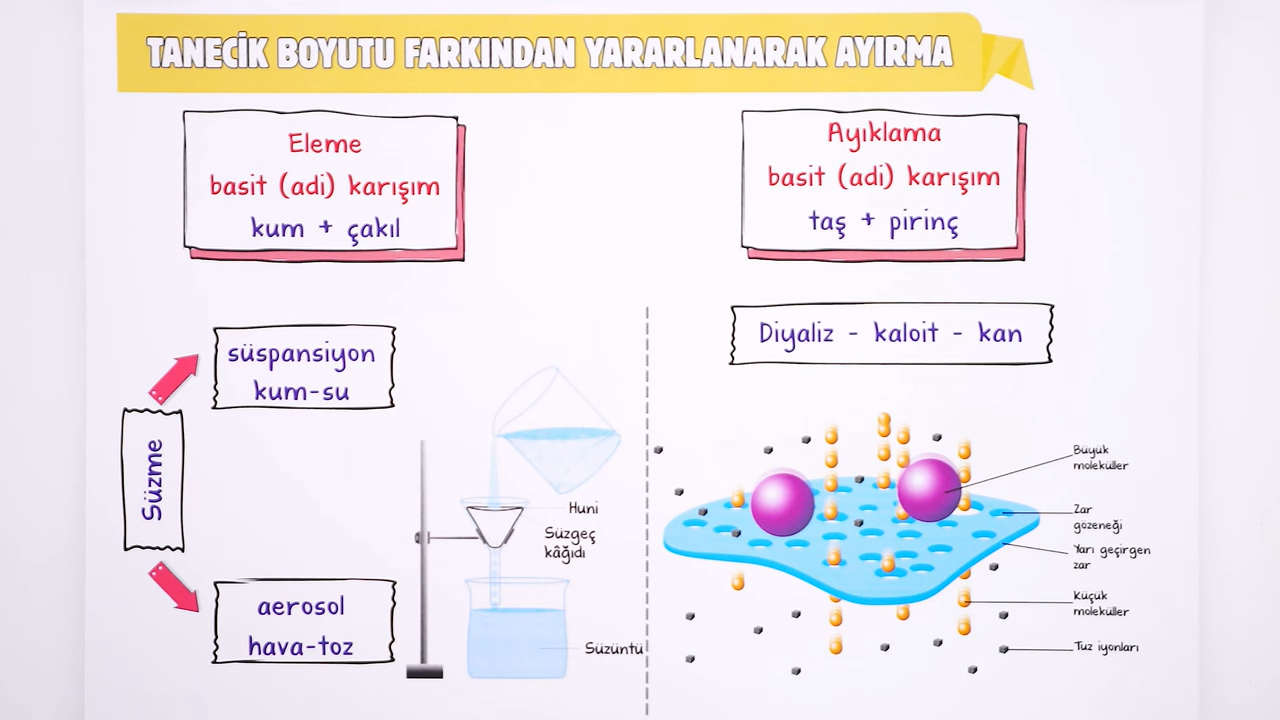 TANECİK BOYUTU FARKINDAN YARARLANARAK AYIRMA
Eleme
basit (adi) karışım
kum + çakıl
Ayıklama
basit (adi) karışım
taş + pirinç
Süzme
süspansiyon
kum-su
aerosol
hava-toz
Huni
Süzgeç
kâğıdı
Süzüntü
Diyaliz - kaloit - kan
Büyük
moleküller
Zar
gözeneği
Yarı geçirgen
zar
Küçük
moleküller
Tuz iyonları